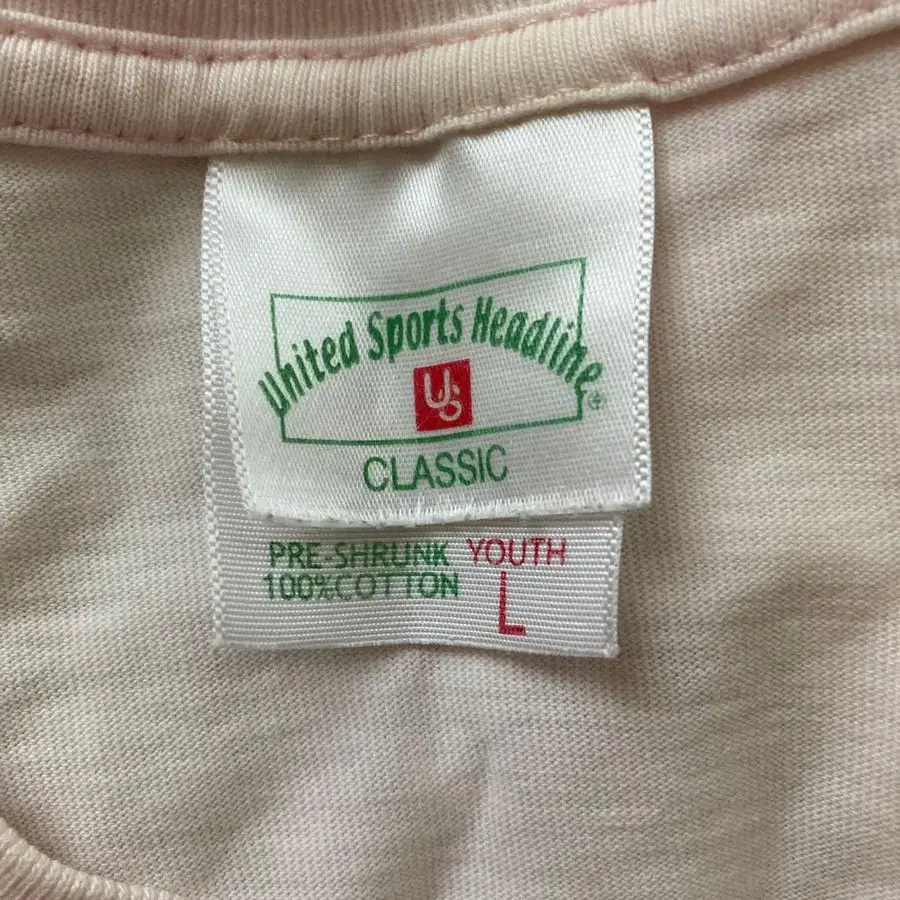 United Sports Headline®
US
CLASSIC
PRE-SHRUNK YOUTH
100%COTTON L